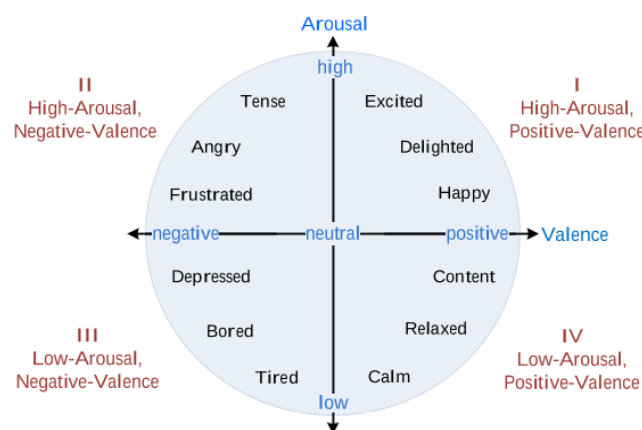 Arousal
high
II
High-Arousal,
Negative-Valence
I
High-Arousal,
Positive-Valence
Tense
Excited
Angry
Delighted
Frustrated
Happy
negative
neutral
positive
Valence
Depressed
Content
Bored
Relaxed
III
Low-Arousal,
Negative-Valence
IV
Low-Arousal,
Positive-Valence
Tired
Calm
low